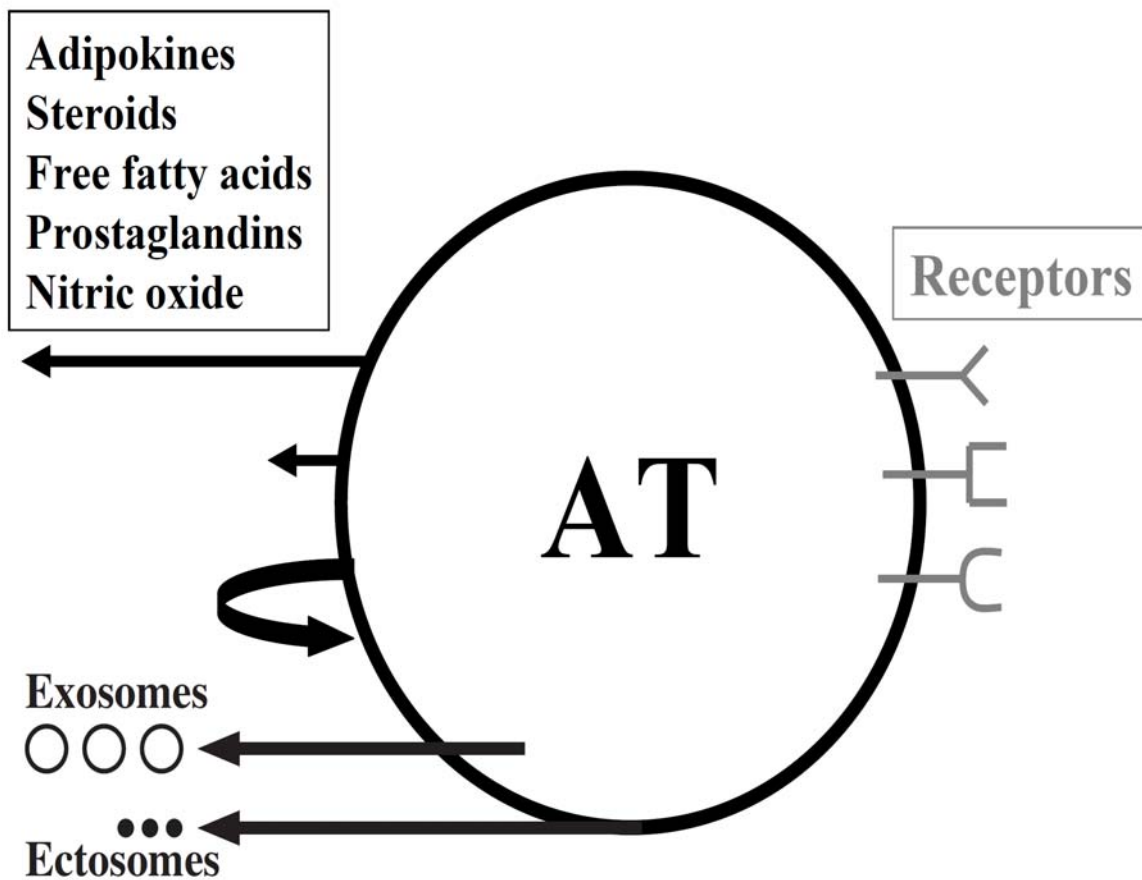 Adipokines
Steroids
Free fatty acids
Prostaglandins
Nitric oxide
Receptors
AT
Exosomes
Ectosomes